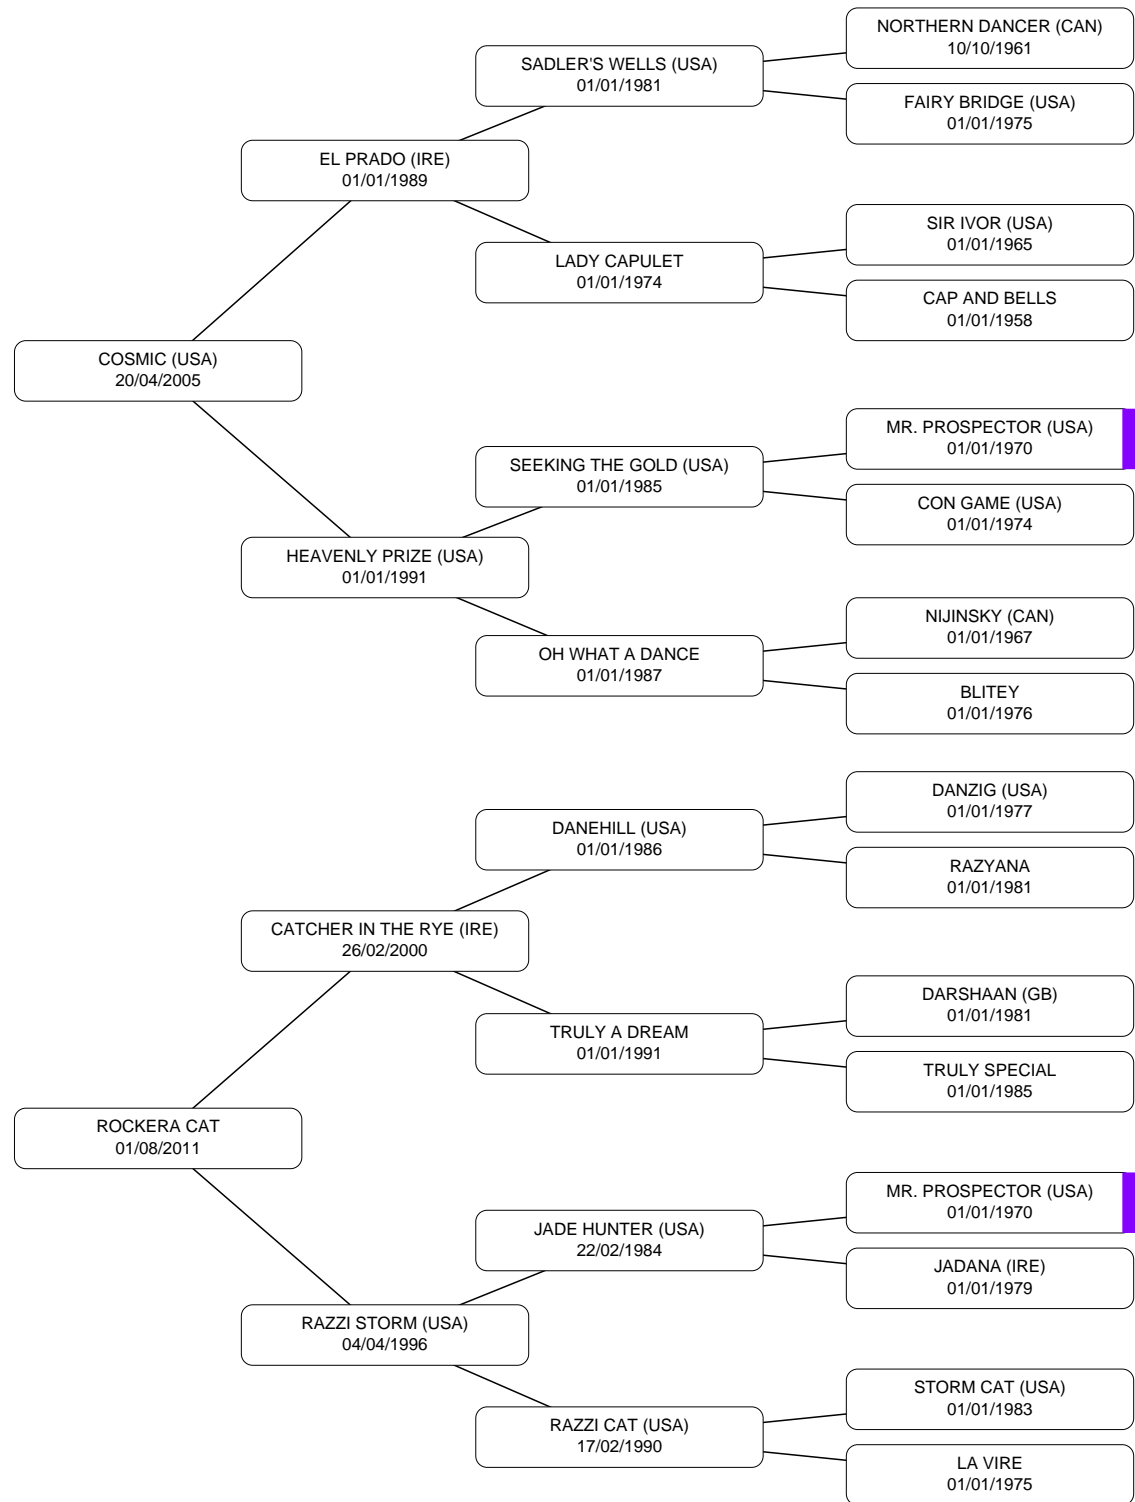 NORTHERN DANCER (CAN)
10/10/1961
SADLER'S WELLS (USA)
01/01/1981
FAIRY BRIDGE (USA)
01/01/1975
EL PRADO (IRE)
01/01/1989
SIR IVOR (USA)
01/01/1965
LADY CAPULET
01/01/1974
CAP AND BELLS
01/01/1958
COSMIC (USA)
20/04/2005
MR. PROSPECTOR (USA)
01/01/1970
SEEKING THE GOLD (USA)
01/01/1985
CON GAME (USA)
01/01/1974
HEAVENLY PRIZE (USA)
01/01/1991
NIJINSKY (CAN)
01/01/1967
OH WHAT A DANCE
01/01/1987
BLITEY
01/01/1976
DANZIG (USA)
01/01/1977
DANEHILL (USA)
01/01/1986
RAZYANA
01/01/1981
CATCHER IN THE RYE (IRE)
26/02/2000
DARSHAAN (GB)
01/01/1981
TRULY A DREAM
01/01/1991
TRULY SPECIAL
01/01/1985
ROCKERA CAT
01/08/2011
MR. PROSPECTOR (USA)
01/01/1970
JADE HUNTER (USA)
22/02/1984
JADANA (IRE)
01/01/1979
RAZZI STORM (USA)
04/04/1996
STORM CAT (USA)
01/01/1983
RAZZI CAT (USA)
17/02/1990
LA VIRE
01/01/1975